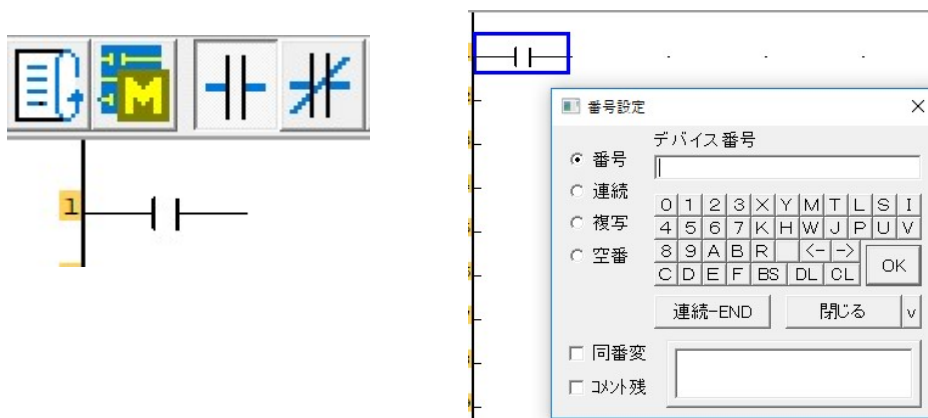 M
1
番号設定
デバイス番号
番号
連続
複写
空番
0 1 2 3 X Y M T L S I
4 5 6 7 K H W J P U V
8 9 A B R <- ->
C D E F BS DL CL
OK
連続-END
閉じる
v
同番変
コメント残